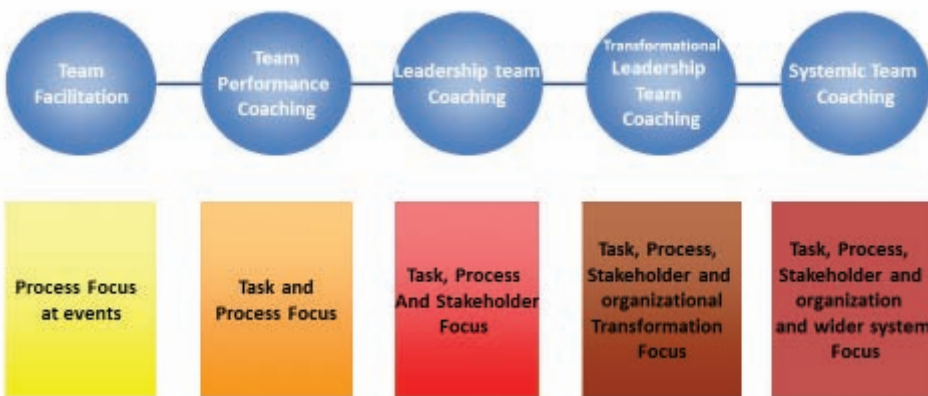 Team
Facilitation
Team
Performance
Coaching
Leadership team
Coaching
Transformational
Leadership
Team
Coaching
Systemic Team
Coaching
Process Focus
at events
Task and
Process Focus
Task, Process
And Stakeholder
Focus
Task, Process,
Stakeholder and
organizational
Transformation
Focus
Task, Process,
Stakeholder and
organization
and wider system
Focus